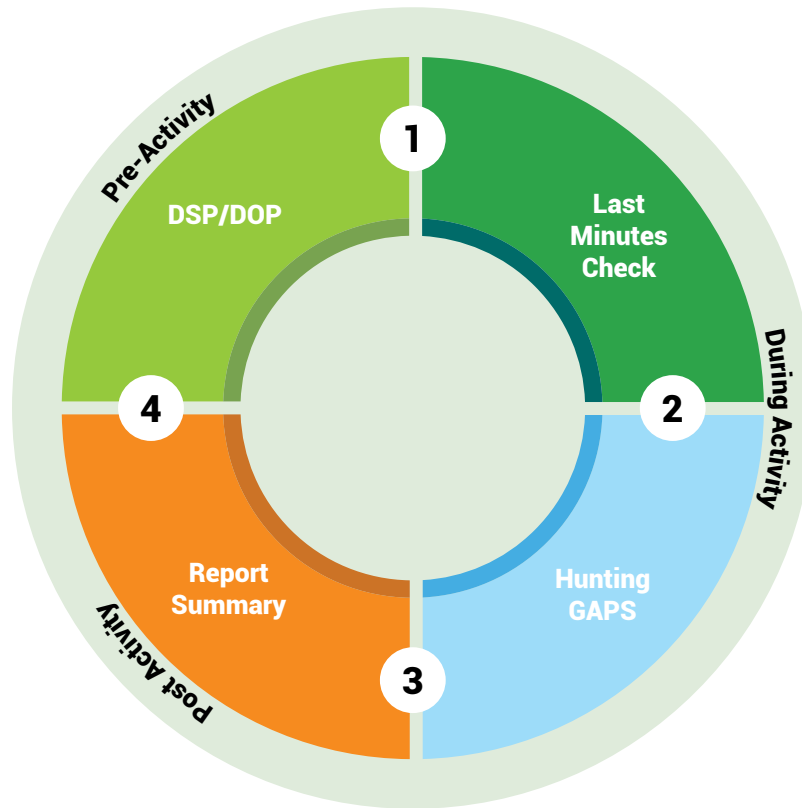 Pre-Activity
DSP/DOP
1
Last
Minutes
Check
During Activity
2
Hunting
GAPS
3
Report
Summary
Post Activity
4